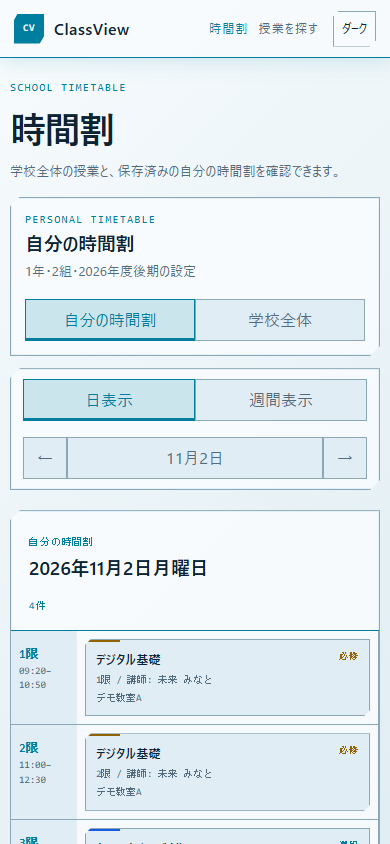 CV ClassView 時間割 授業を探す ダーク
SCHOOL TIMETABLE
時間割
学校全体の授業と、保存済みの自分の時間割を確認できます。
PERSONAL TIMETABLE
自分の時間割
1年・2組・2026年度後期の設定
自分の時間割 学校全体
日表示 週間表示
← 11月2日 →
自分の時間割
2026年11月2日月曜日
4件
1限
09:20–
10:50
デジタル基礎 必修
1限 / 講師: 未来 みなと
デモ教室A
2限
11:00–
12:30
デジタル基礎 必修
2限 / 講師: 未来 みなと
デモ教室A
3限